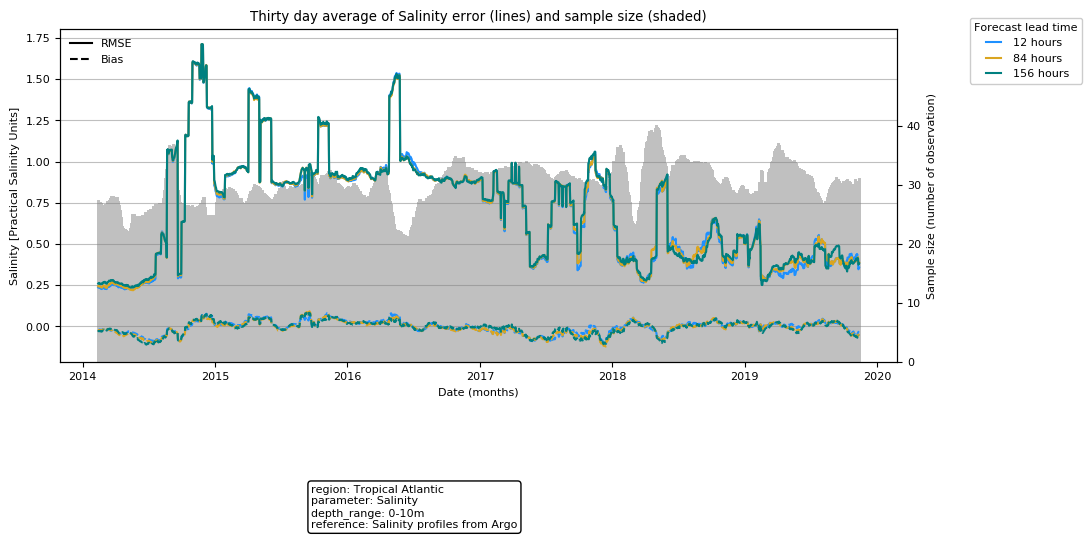 Thirty day average of Salinity error (lines) and sample size (shaded)
Forecast lead time
12 hours
84 hours
156 hours
RMSE
Bias
Salinity [Practical Salinity Units]
1.75
1.50
1.25
1.00
0.75
0.50
0.25
0.00
Sample size (number of observation)
40
30
20
10
0
2014
2015
2016
2017
2018
2019
2020
Date (months)
region: Tropical Atlantic
parameter: Salinity
depth_range: 0-10m
reference: Salinity profiles from Argo